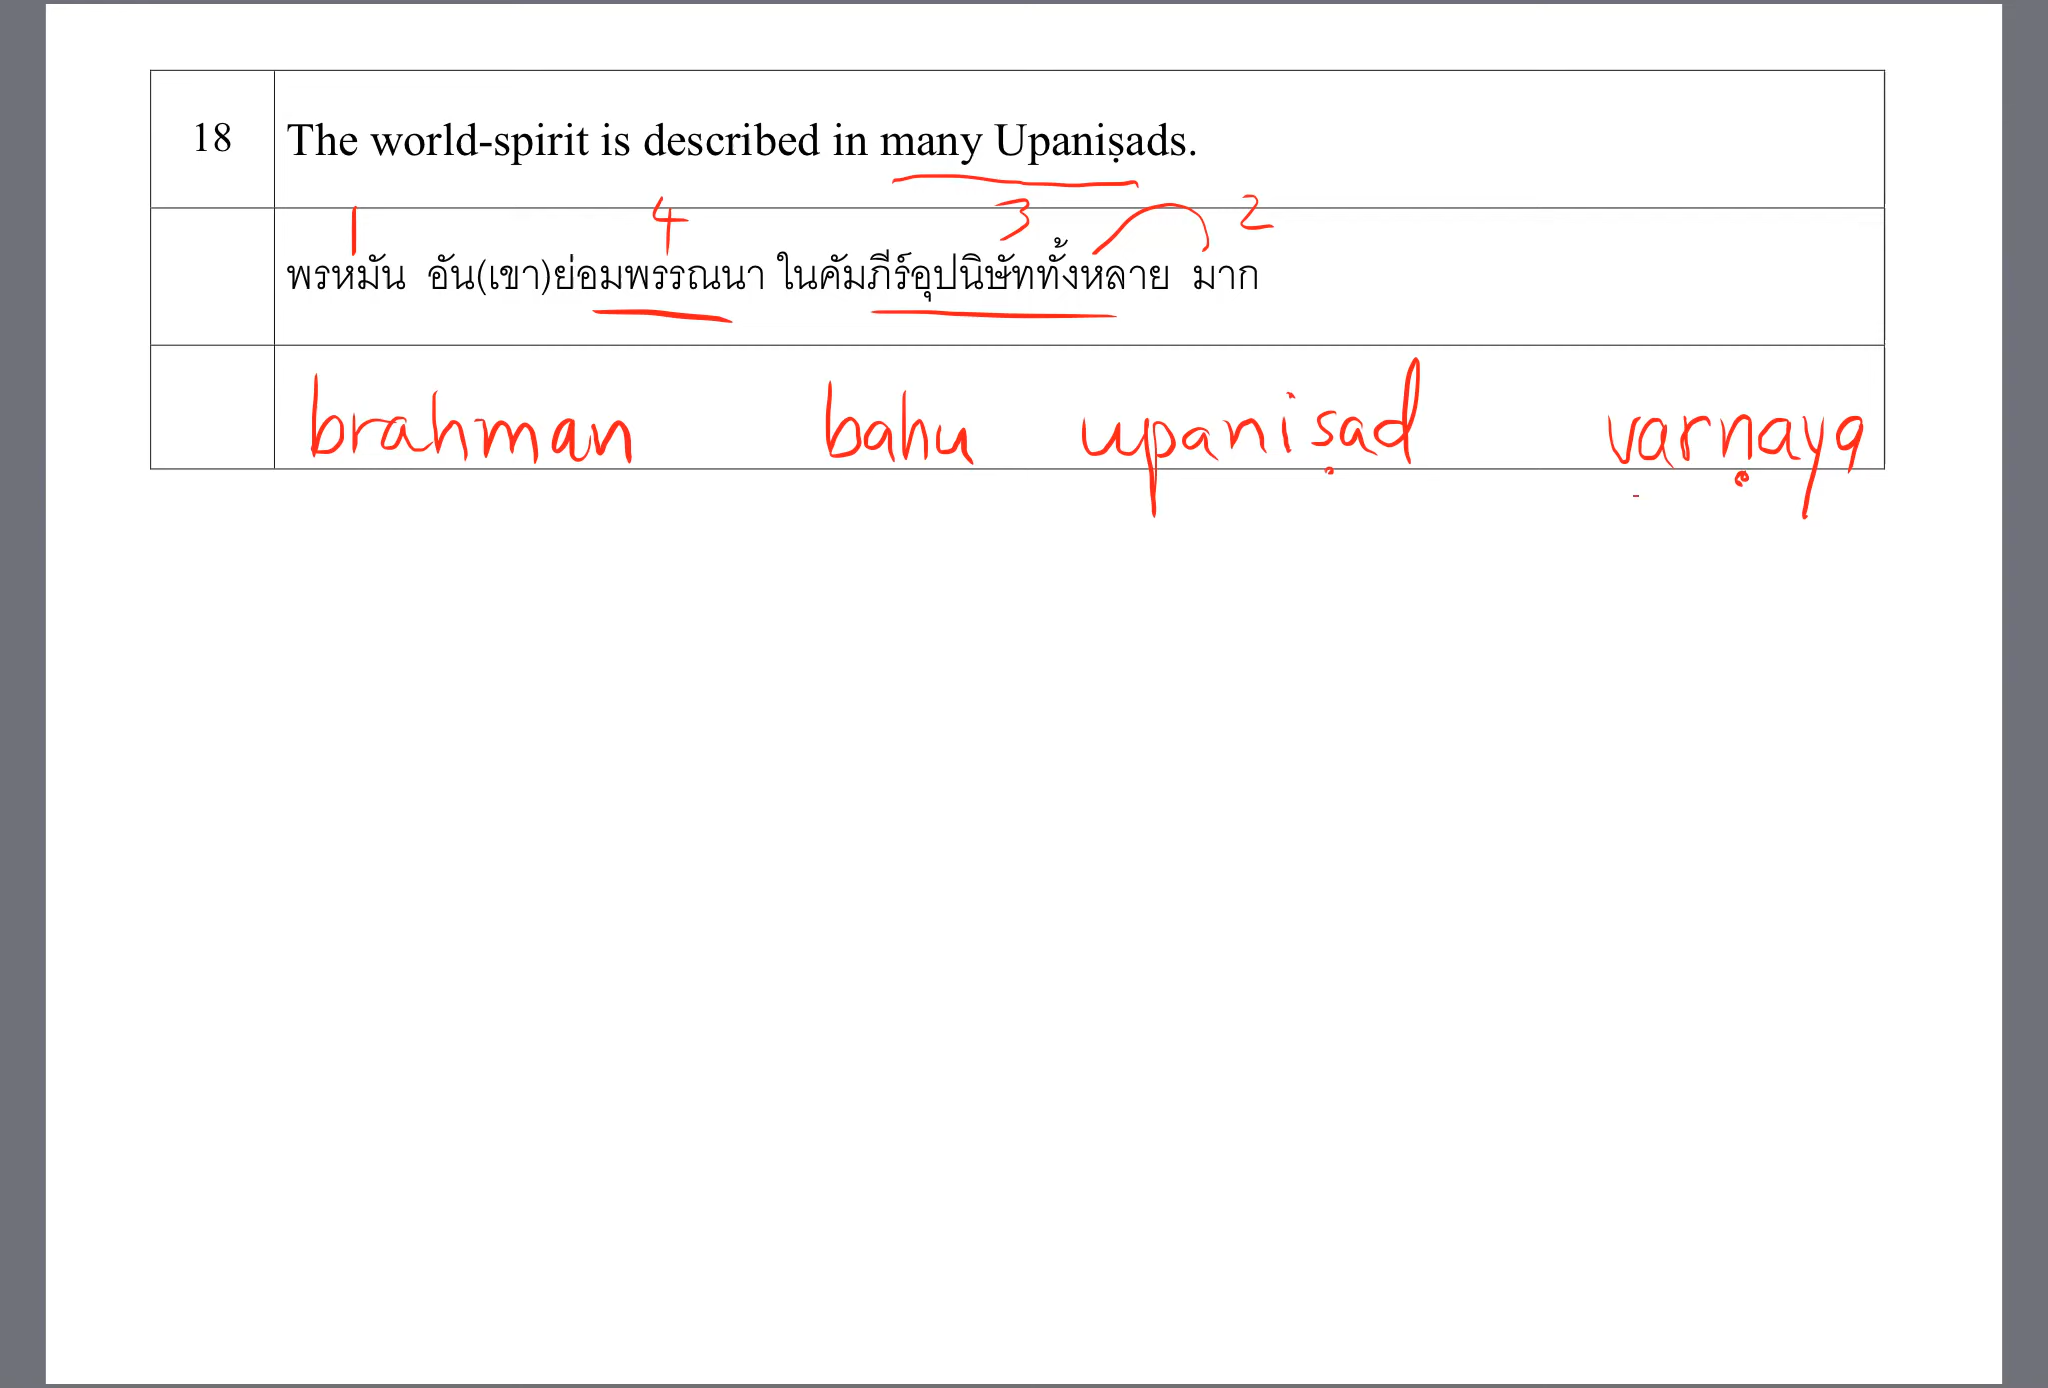 18 The world-spirit is described in many Upaniṣads.
1 4 3 2
พรหมัน อัน(เขา)ย่อมพรรณนา ในคัมภีร์อุปนิษัททั้งหลาย มาก
brahman bahu upaniṣad varṇaya